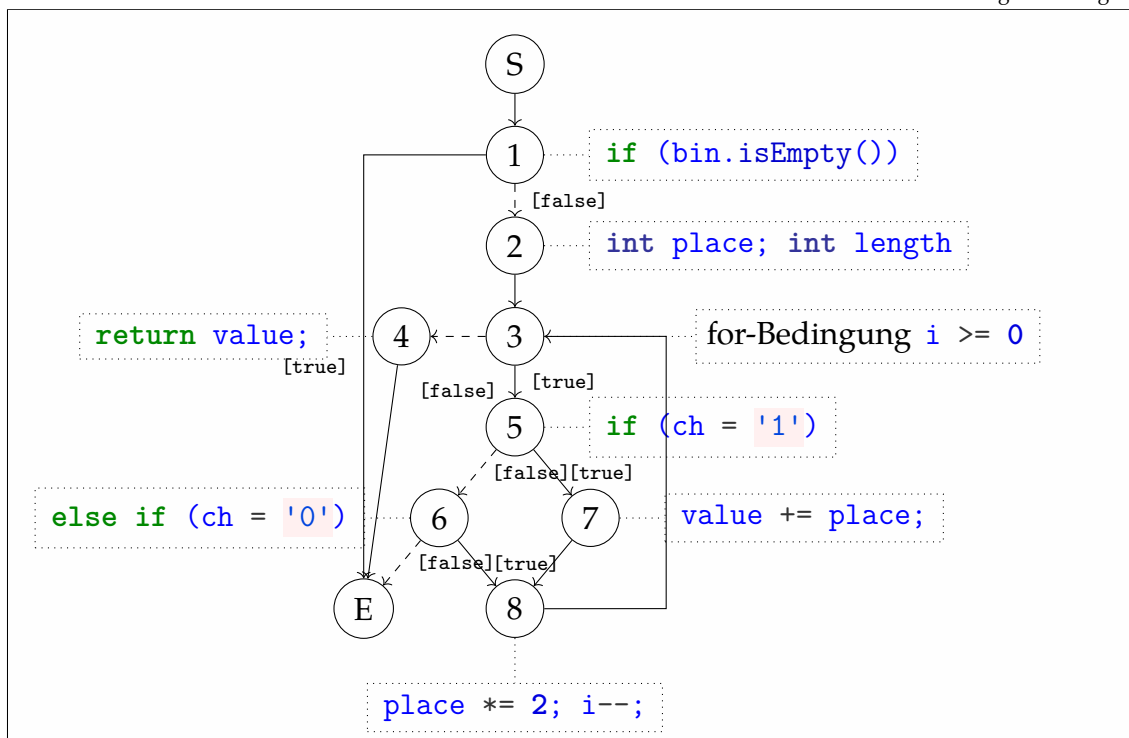 S
1
if (bin.isEmpty())
[false]
2
int place; int length
return value;
4
3
for-Bedingung i >= 0
[true]
[false]
[true]
5
if (ch = '1')
[false][true]
else if (ch = '0')
6
7
value += place;
[false][true]
E
8
place *= 2; i--;